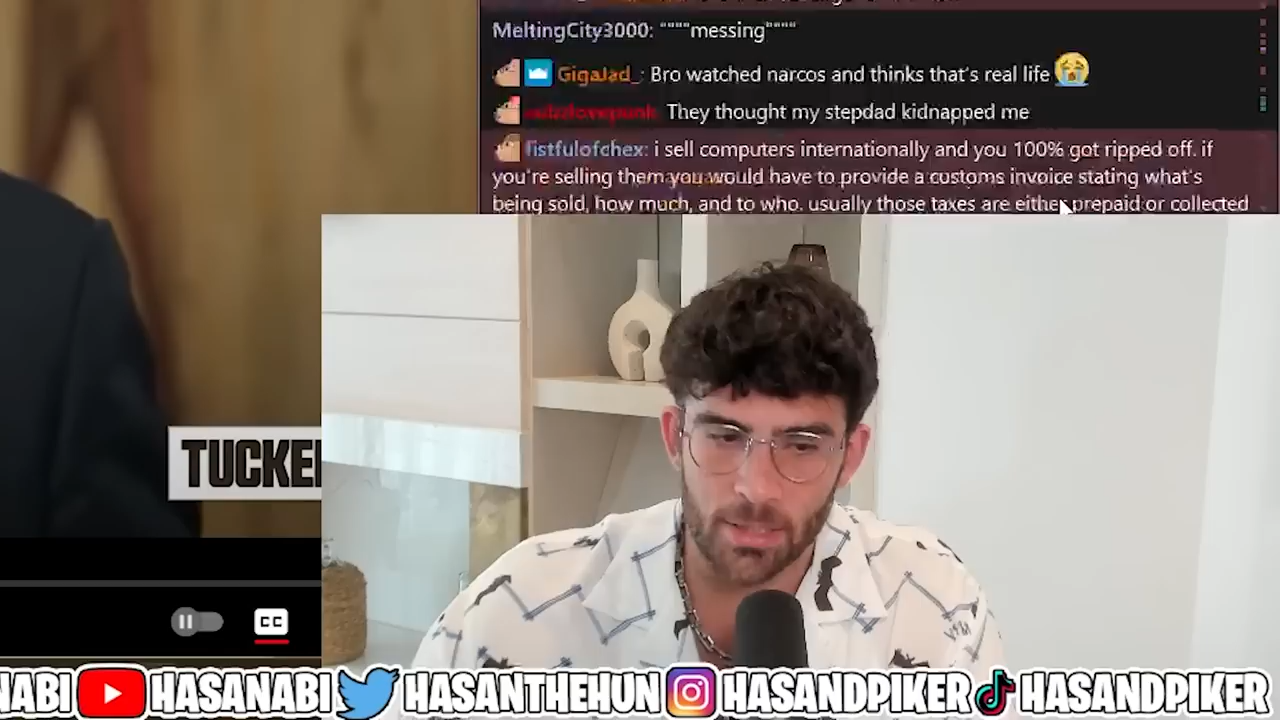 MeltingCity3000: """"messing""""
GigaJad_: Bro watched narcos and thinks that's real life
They thought my stepdad kidnapped me
fistfulofchex: i sell computers internationally and you 100% got ripped off. if
you're selling them you would have to provide a customs invoice stating what's
being sold, how much, and to who. usually those taxes are either prepaid or collected
TUCKE
CC
NABI HASANABI HASANTHEHUN HASANDPIKER HASANDPIKER